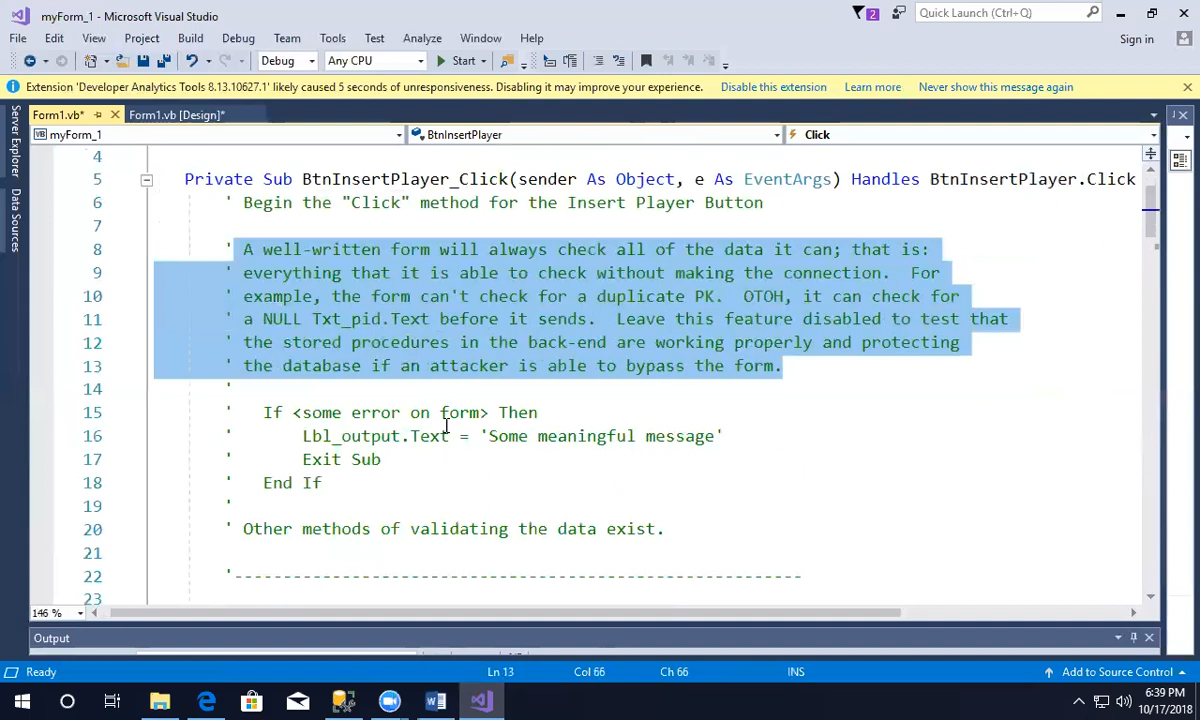 myForm_1 - Microsoft Visual Studio
2
Quick Launch (Ctrl+Q)
File Edit View Project Build Debug Team Tools Test Analyze Window Help
Sign in
Debug Any CPU Start
Extension 'Developer Analytics Tools 8.13.10627.1' likely caused 5 seconds of unresponsiveness. Disabling it may improve your experience. Disable this extension Learn more Never show this message again
Server Explorer
Data Sources
Form1.vb* Form1.vb [Design]*
VB myForm_1 BtnInsertPlayer Click
4
5 Private Sub BtnInsertPlayer_Click(sender As Object, e As EventArgs) Handles BtnInsertPlayer.Click
6 ' Begin the "Click" method for the Insert Player Button
7
8 ' A well-written form will always check all of the data it can; that is:
9 ' everything that it is able to check without making the connection.  For
10 ' example, the form can't check for a duplicate PK.  OTOH, it can check for
11 ' a NULL Txt_pid.Text before it sends.  Leave this feature disabled to test that
12 ' the stored procedures in the back-end are working properly and protecting
13 ' the database if an attacker is able to bypass the form.
14 '
15 ' If <some error on form> Then
16 ' Lbl_output.Text = 'Some meaningful message'
17 ' Exit Sub
18 ' End If
19 '
20 ' Other methods of validating the data exist.
21
22 '----------------------------------------------------------
23
146 %
Output
Ready Ln 13 Col 66 Ch 66 INS Add to Source Control
6:39 PM
10/17/2018